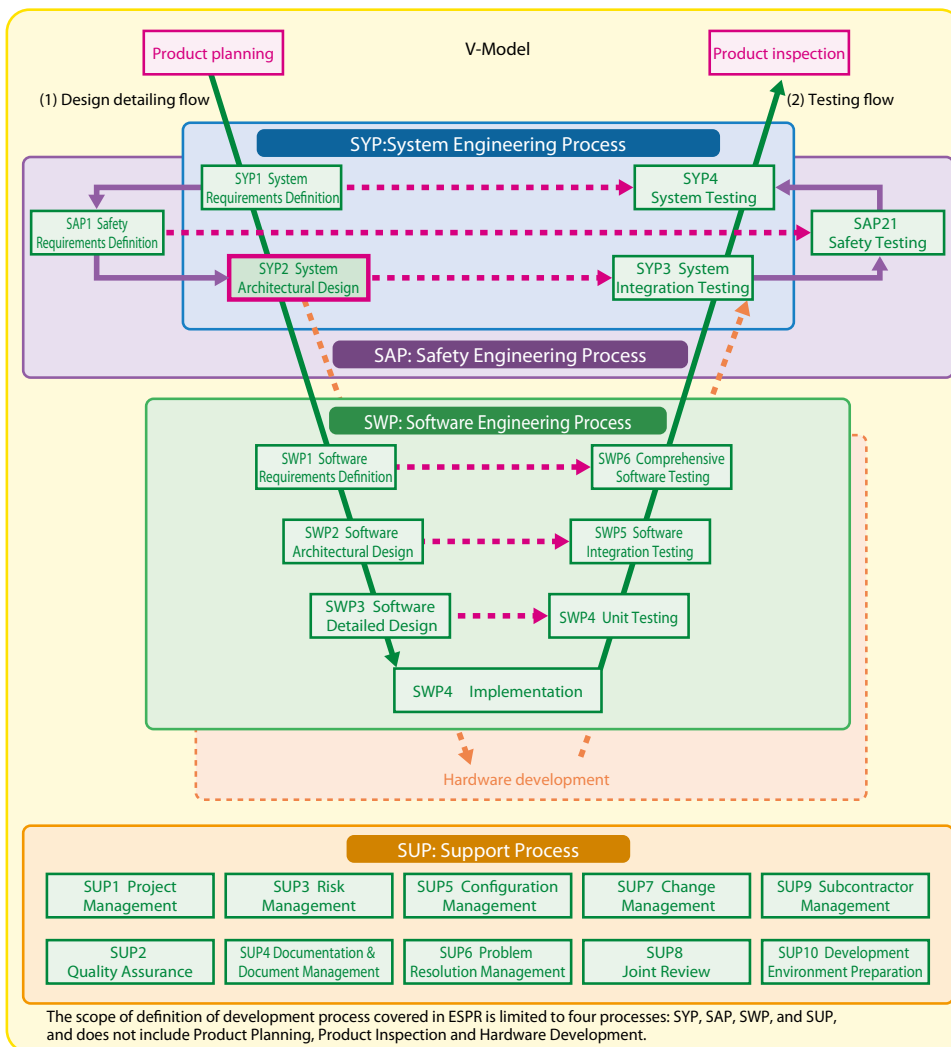 V-Model
Product planning
Product inspection
(1) Design detailing flow
(2) Testing flow
SYP:System Engineering Process
SYP1 System
Requirements Definition
SYP4
System Testing
SAP1 Safety
Requirements Definition
SAP21
Safety Testing
SYP2 System
Architectural Design
SYP3 System
Integration Testing
SAP: Safety Engineering Process
SWP: Software Engineering Process
SWP1 Software
Requirements Definition
SWP6 Comprehensive
Software Testing
SWP2 Software
Architectural Design
SWP5 Software
Integration Testing
SWP3 Software
Detailed Design
SWP4 Unit Testing
SWP4 Implementation
Hardware development
SUP: Support Process
SUP1 Project
Management
SUP3 Risk
Management
SUP5 Configuration
Management
SUP7 Change
Management
SUP9 Subcontractor
Management
SUP2
Quality Assurance
SUP4 Documentation &
Document Management
SUP6 Problem
Resolution Management
SUP8
Joint Review
SUP10 Development
Environment Preparation
The scope of definition of development process covered in ESPR is limited to four processes: SYP, SAP, SWP, and SUP,
and does not include Product Planning, Product Inspection and Hardware Development.